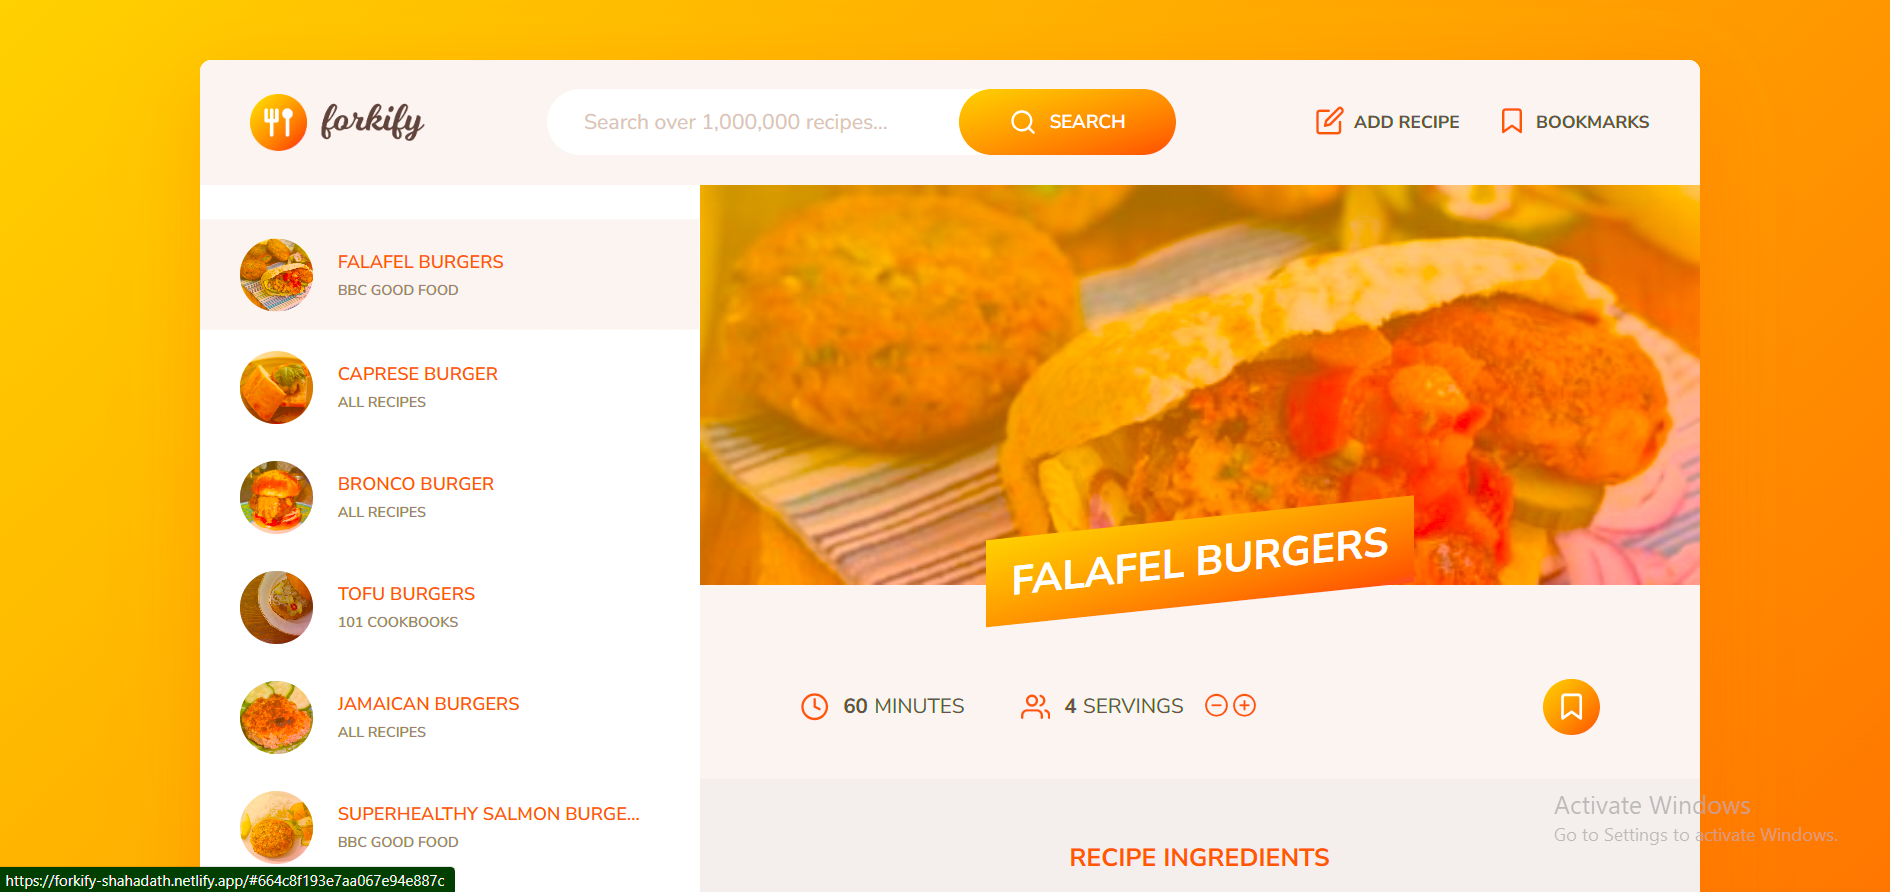 forkify
Search over 1,000,000 recipes...
SEARCH
ADD RECIPE
BOOKMARKS
FALAFEL BURGERS
BBC GOOD FOOD
CAPRESE BURGER
ALL RECIPES
BRONCO BURGER
ALL RECIPES
TOFU BURGERS
101 COOKBOOKS
JAMAICAN BURGERS
ALL RECIPES
SUPERHEALTHY SALMON BURGE...
BBC GOOD FOOD
FALAFEL BURGERS
60 MINUTES
4 SERVINGS
RECIPE INGREDIENTS
Activate Windows
Go to Settings to activate Windows.
https://forkify-shahadath.netlify.app/#664c8f193e7aa067e94e887c